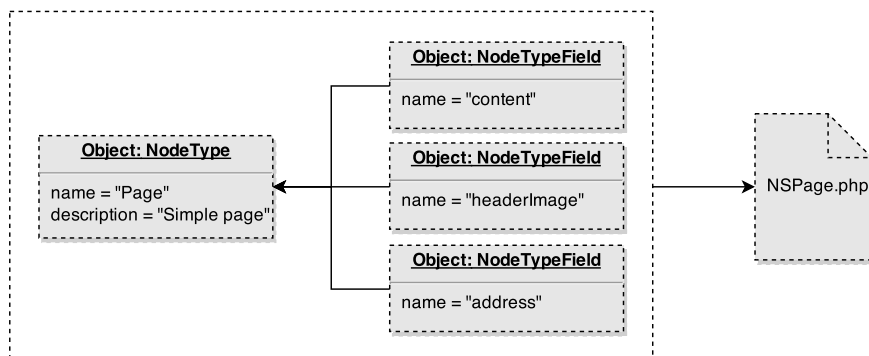 Object: NodeType
name = "Page"
description = "Simple page"
Object: NodeTypeField
name = "content"
Object: NodeTypeField
name = "headerImage"
Object: NodeTypeField
name = "address"
NSPage.php